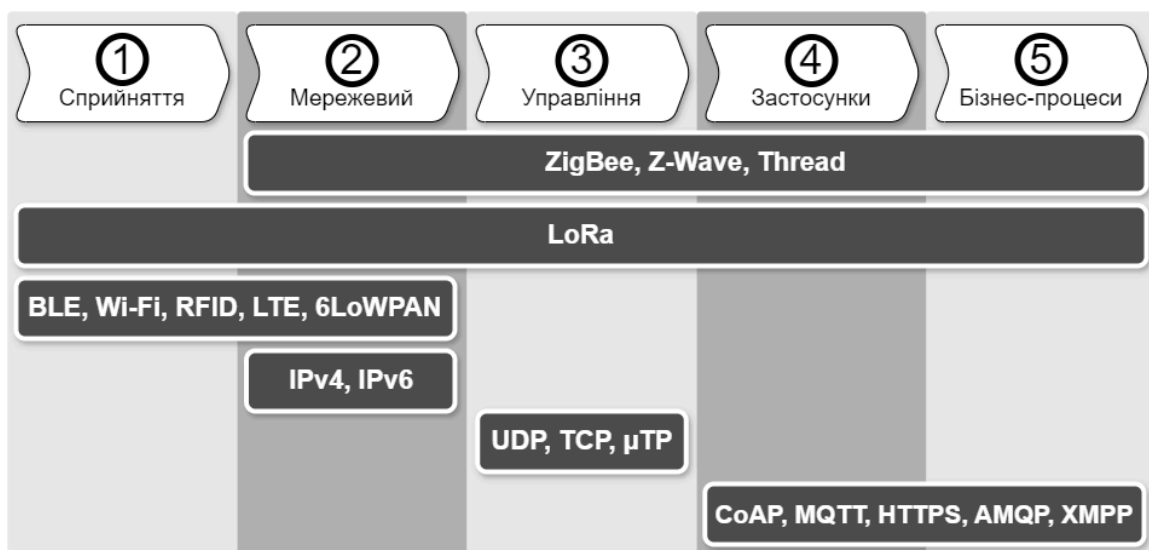 1
Сприйняття
2
Мережевий
3
Управління
4
Застосунки
5
Бізнес-процеси
ZigBee, Z-Wave, Thread
LoRa
BLE, Wi-Fi, RFID, LTE, 6LoWPAN
IPv4, IPv6
UDP, TCP, µTP
CoAP, MQTT, HTTPS, AMQP, XMPP